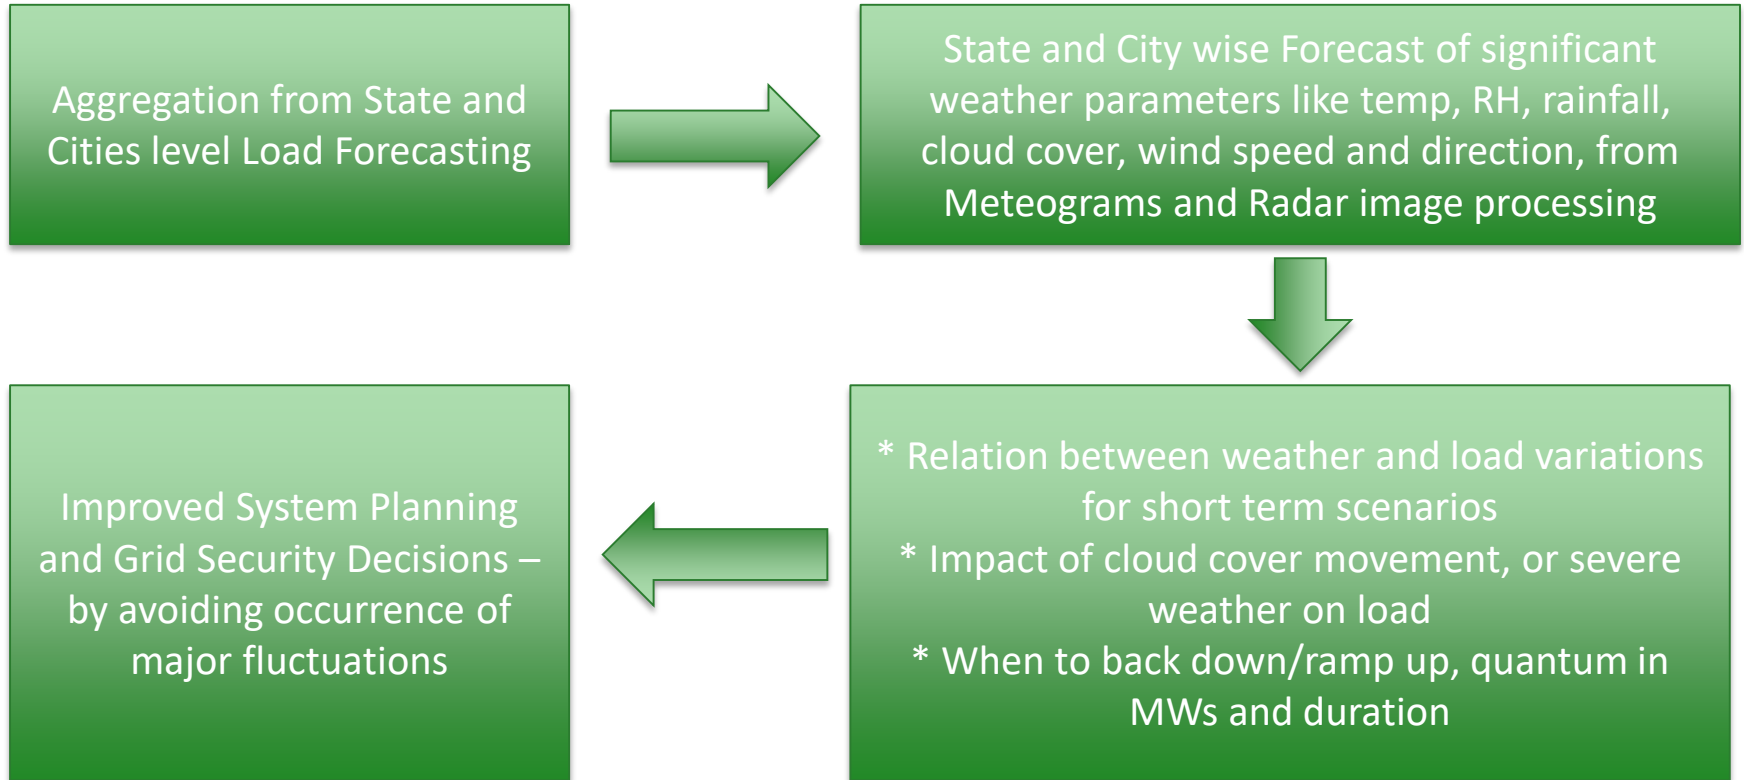 Aggregation from State and
Cities level Load Forecasting
State and City wise Forecast of significant
weather parameters like temp, RH, rainfall,
cloud cover, wind speed and direction, from
Meteograms and Radar image processing
* Relation between weather and load variations
for short term scenarios
* Impact of cloud cover movement, or severe
weather on load
* When to back down/ramp up, quantum in
MWs and duration
Improved System Planning
and Grid Security Decisions –
by avoiding occurrence of
major fluctuations